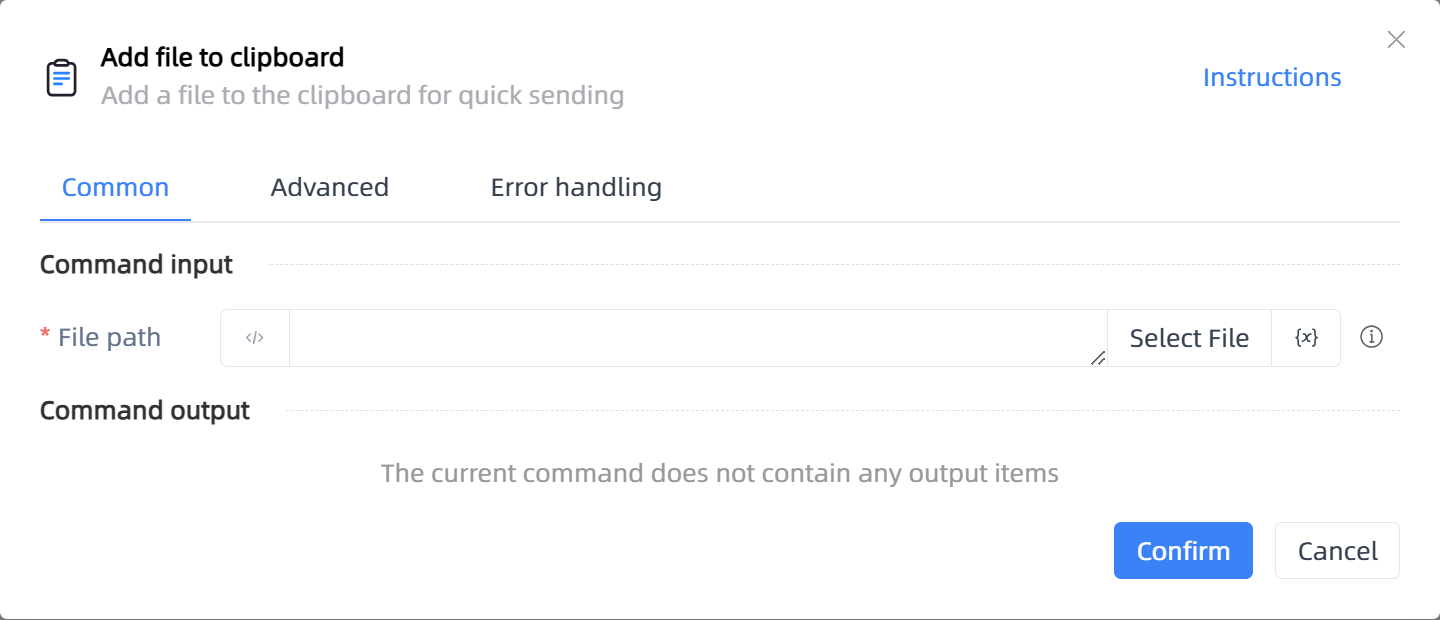 Add file to clipboard
Add a file to the clipboard for quick sending
Instructions
Common Advanced Error handling
Command input
* File path </> Select File {x}
Command output
The current command does not contain any output items
Confirm Cancel